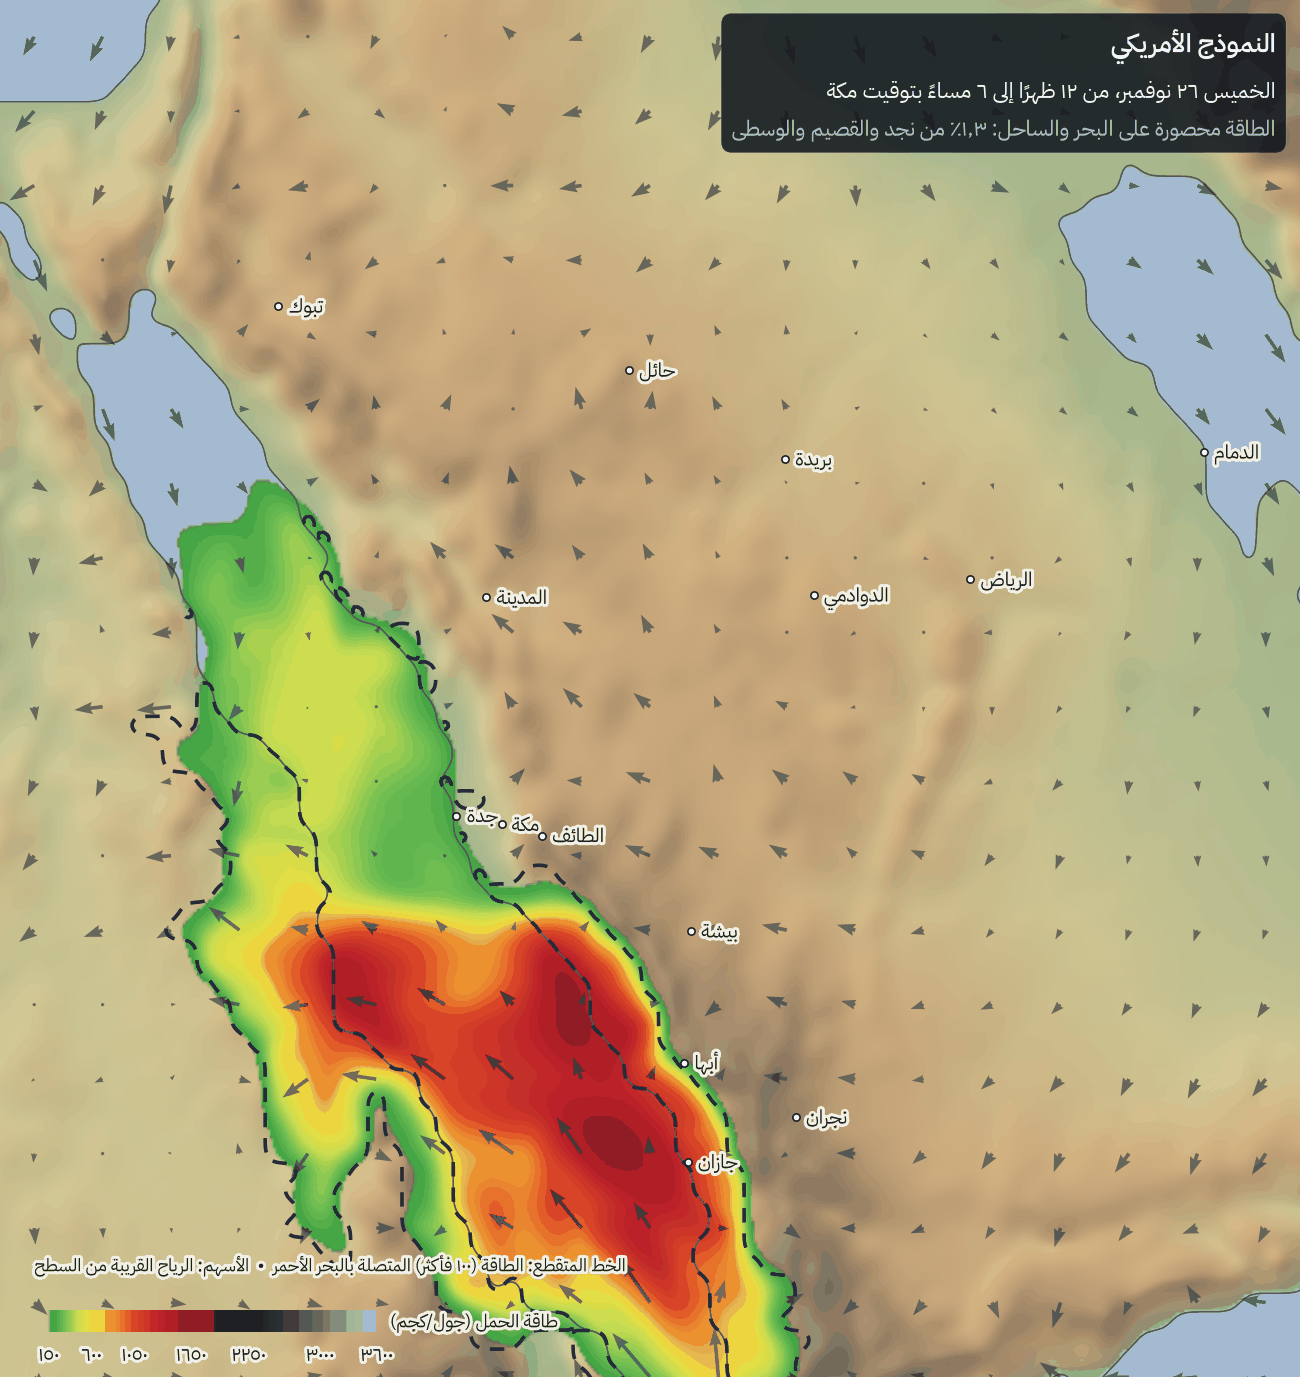 النموذج الأمريكي
الخميس ٢٦ نوفمبر، من ١٢ ظهرًا إلى ٦ مساءً بتوقيت مكة
الطاقة محصورة على البحر والساحل: ١٫٣٪ من نجد والقصيم والوسطى
تبوك
حائل
الدمام
بريدة
الرياض
الدوادمي
المدينة
جدة
مكة
الطائف
بيشة
أبها
نجران
جازان
الخط المتقطع: الطاقة (١٠ فأكثر) المتصلة بالبحر الأحمر • الأسهم: الرياح القريبة من السطح
طاقة الحمل (جول/كجم)
١٥٠ ٦٠٠ ١٠٥٠ ١٦٥٠ ٢٢٥٠ ٣٠٠٠ ٣٦٠٠